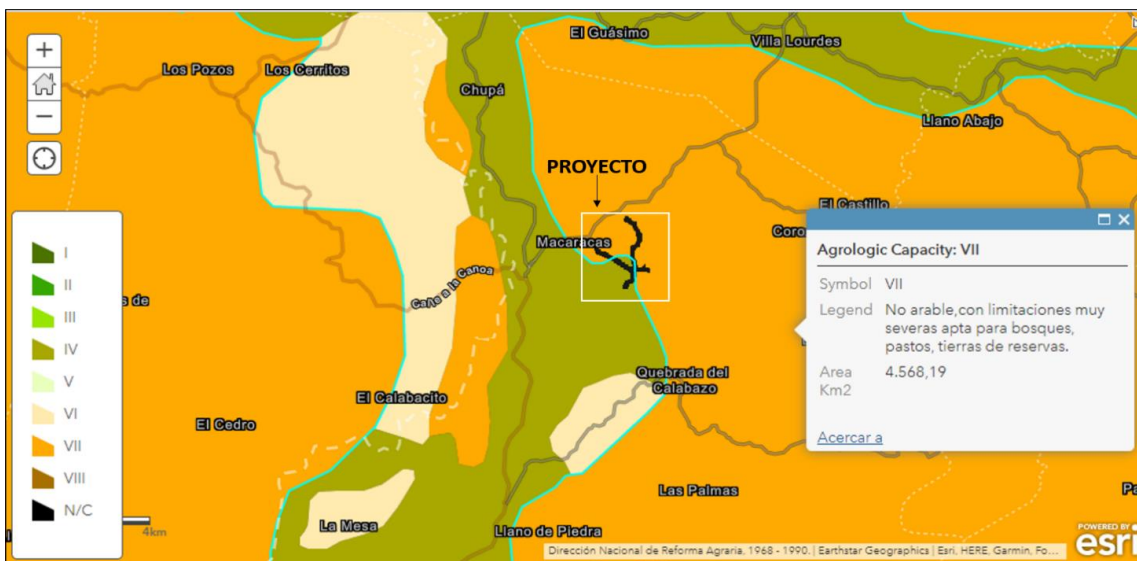 El Guásimo
Villa Lourdes
Los Pozos
Los Cerritos
Chupá
Llano Abajo
PROYECTO
El Castillo
Macaracas
s de
Caña a la Canoa
Quebrada del
Calabazo
El Calabacito
El Cedro
Las Palmas
La Mesa
Llano de Piedra
+
−
I
II
III
IV
V
VI
VII
VIII
N/C
4km
Agrologic Capacity: VII
Symbol VII
Legend No arable,con limitaciones muy
severas apta para bosques,
pastos, tierras de reservas.
Area 4.568,19
Km2
Acercar a
Dirección Nacional de Reforma Agraria, 1968 - 1990. | Earthstar Geographics | Esri, HERE, Garmin, Fo...
POWERED BY
esri